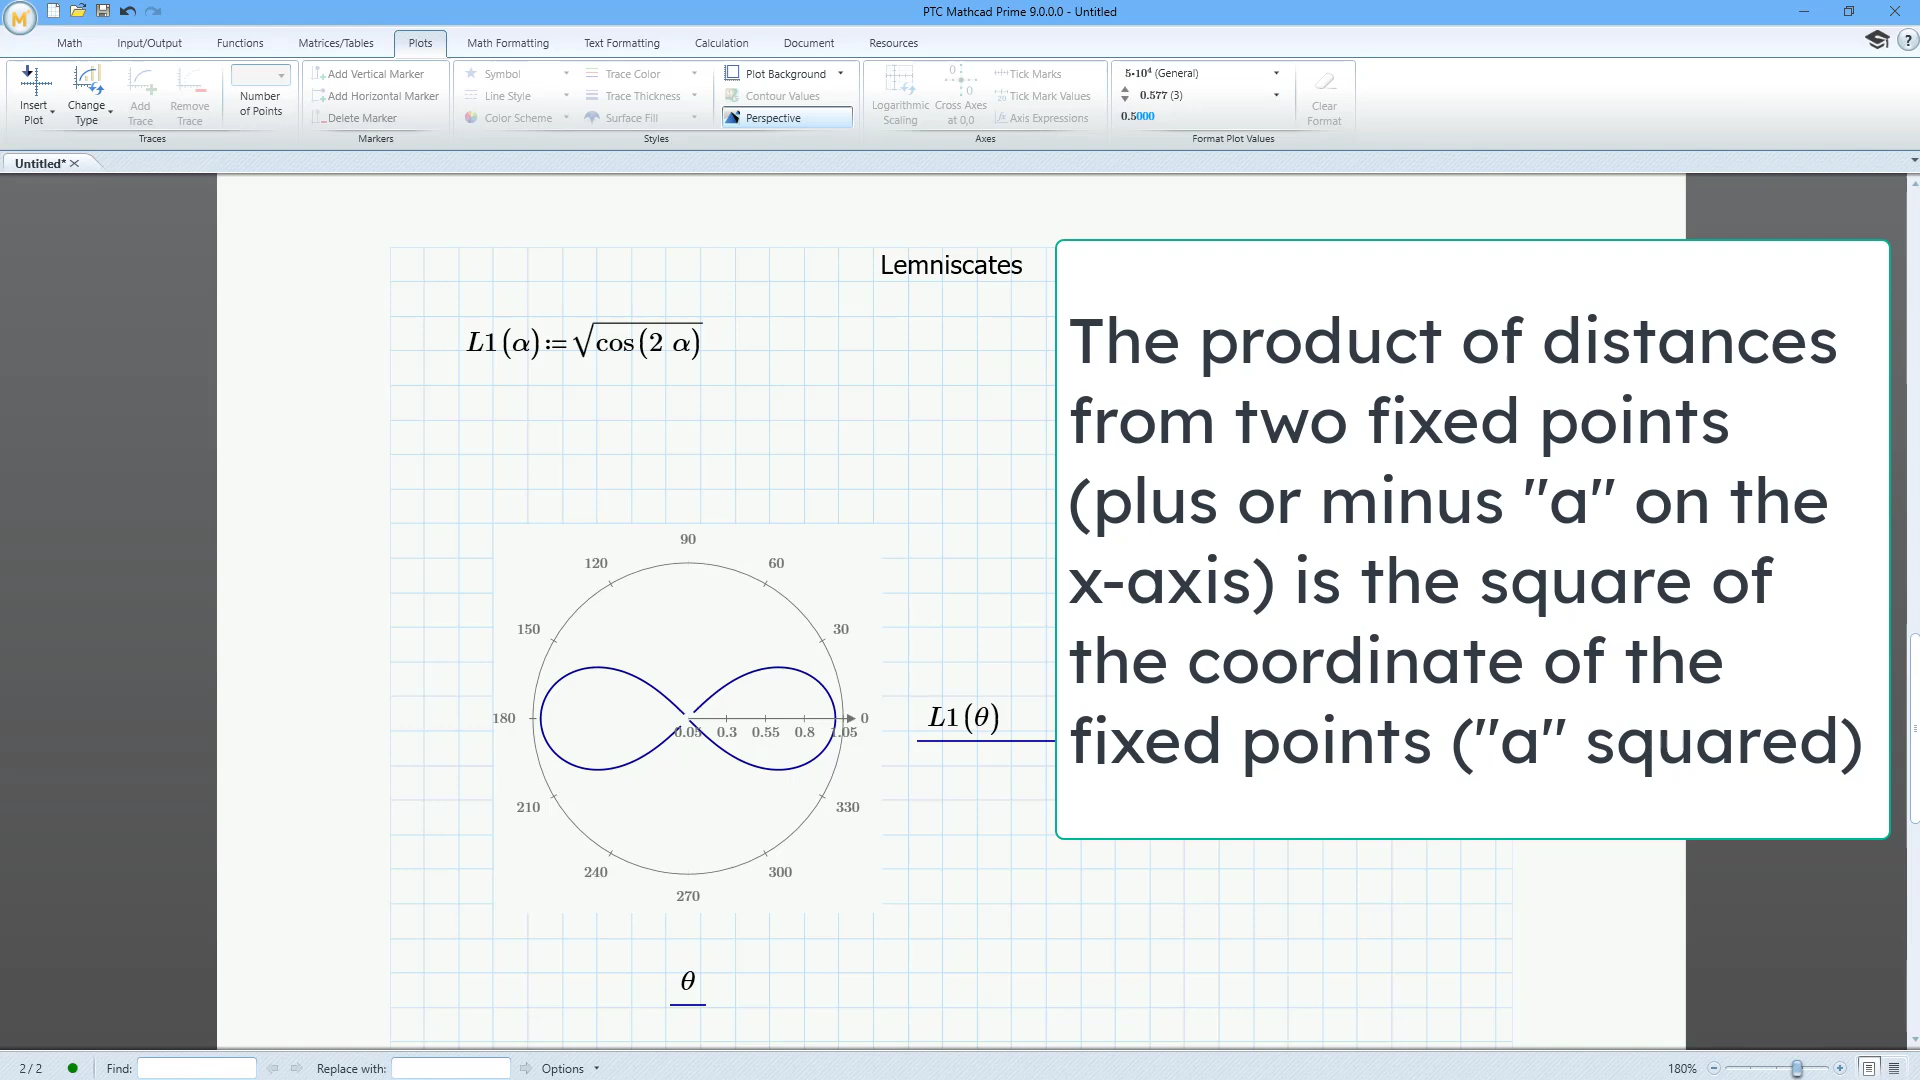 PTC Mathcad Prime 9.0.0.0 - Untitled
Math Input/Output Functions Matrices/Tables Plots Math Formatting Text Formatting Calculation Document Resources
Insert Plot
Change Type
Add Trace
Remove Trace
Traces
Number of Points
Add Vertical Marker
Add Horizontal Marker
Delete Marker
Markers
Symbol
Line Style
Color Scheme
Trace Color
Trace Thickness
Surface Fill
Plot Background
Contour Values
Perspective
Styles
Logarithmic Scaling
Cross Axes at 0,0
Tick Marks
Tick Mark Values
Axis Expressions
Axes
5·10⁴ (General)
0.577 (3)
0.5000
Format Plot Values
Clear Format
Untitled*
Lemniscates
L1(α):=√cos(2 α)
The product of distances
from two fixed points
(plus or minus "a" on the
x-axis) is the square of
the coordinate of the
fixed points ("a" squared)
90
120 60
150 30
180 0
0.05 0.3 0.55 0.8 1.05
210 330
240 300
270
L1(θ)
θ
2 / 2 Find: Replace with: Options 180%